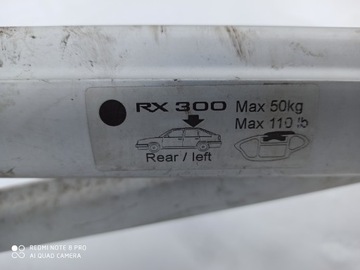 RX 300 Max 50kg
Max 110 lb
Rear / left
REDMI NOTE 8 PRO
AI QUAD CAMERA